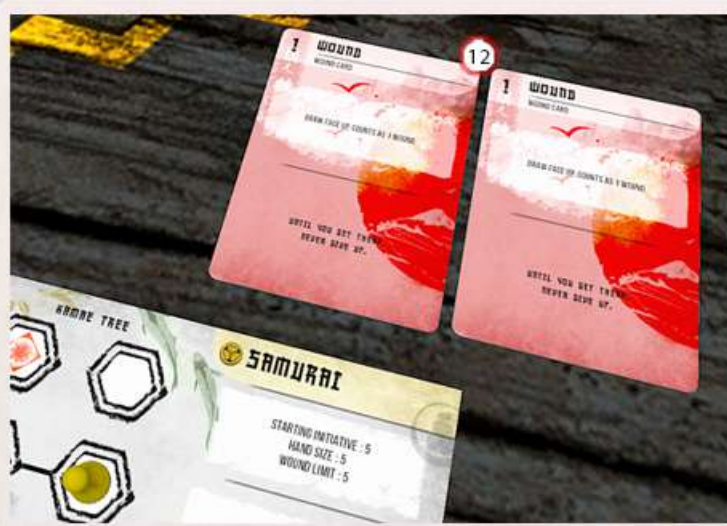 1 WOUND
WOUND CARD
DRAW FACE UP COUNTS AS 1 WOUND.
UNTIL YOU GET THERE,
NEVER GIVE UP.
12
1 WOUND
WOUND CARD
DRAW FACE UP COUNTS AS 1 WOUND.
UNTIL YOU GET THERE,
NEVER GIVE UP.
KAMAE TREE
SAMURAI
STARTING INITIATIVE : 5
HAND SIZE : 5
WOUND LIMIT : 5